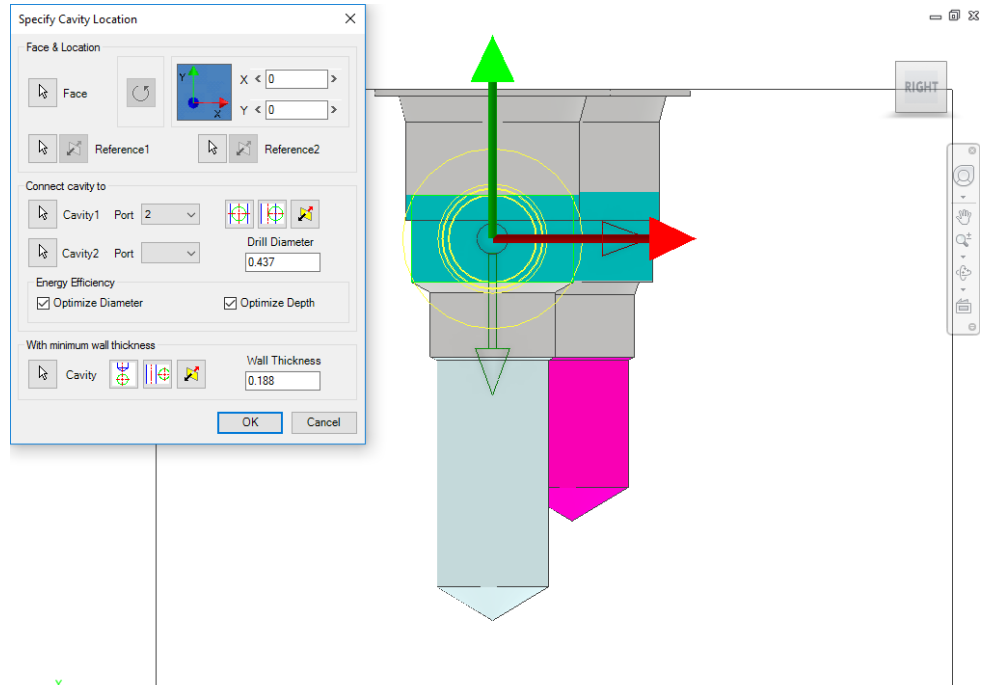 Specify Cavity Location
Face & Location
Face
Y
X
X < 0 >
Y < 0 >
Reference1
Reference2
Connect cavity to
Cavity1 Port 2
Drill Diameter
Cavity2 Port
0.437
Energy Efficiency
Optimize Diameter
Optimize Depth
With minimum wall thickness
Wall Thickness
Cavity
0.188
OK
Cancel
RIGHT
Y